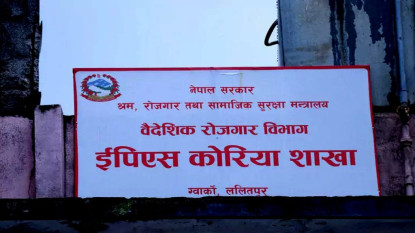 नेपाल सरकार
श्रम, रोजगार तथा सामाजिक सुरक्षा मन्त्रालय
वैदेशिक रोजगार विभाग
ईपिएस कोरिया शाखा
ग्वार्को, ललितपुर